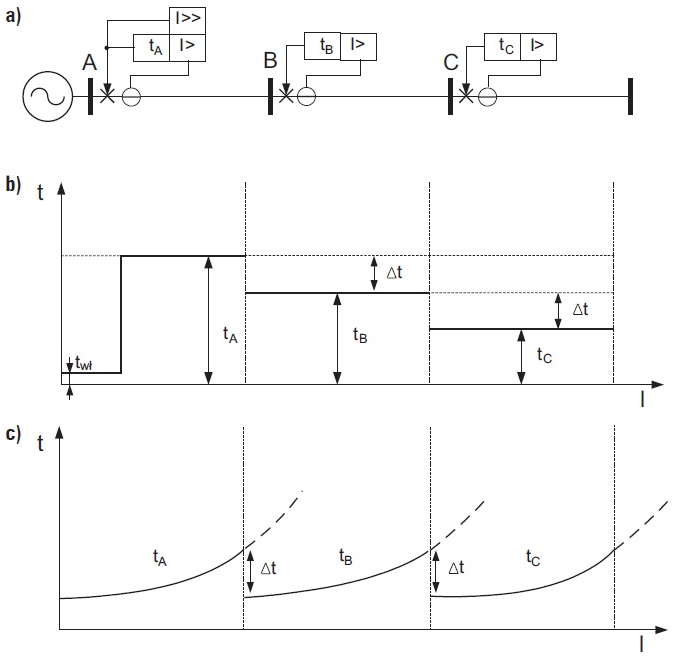 a)
I>>
tA I>
A
B
tB I>
C
tC I>
b)
t
Δt
Δt
twł
tA
tB
tC
l
c)
t
tA
tB
tC
Δt
Δt
l